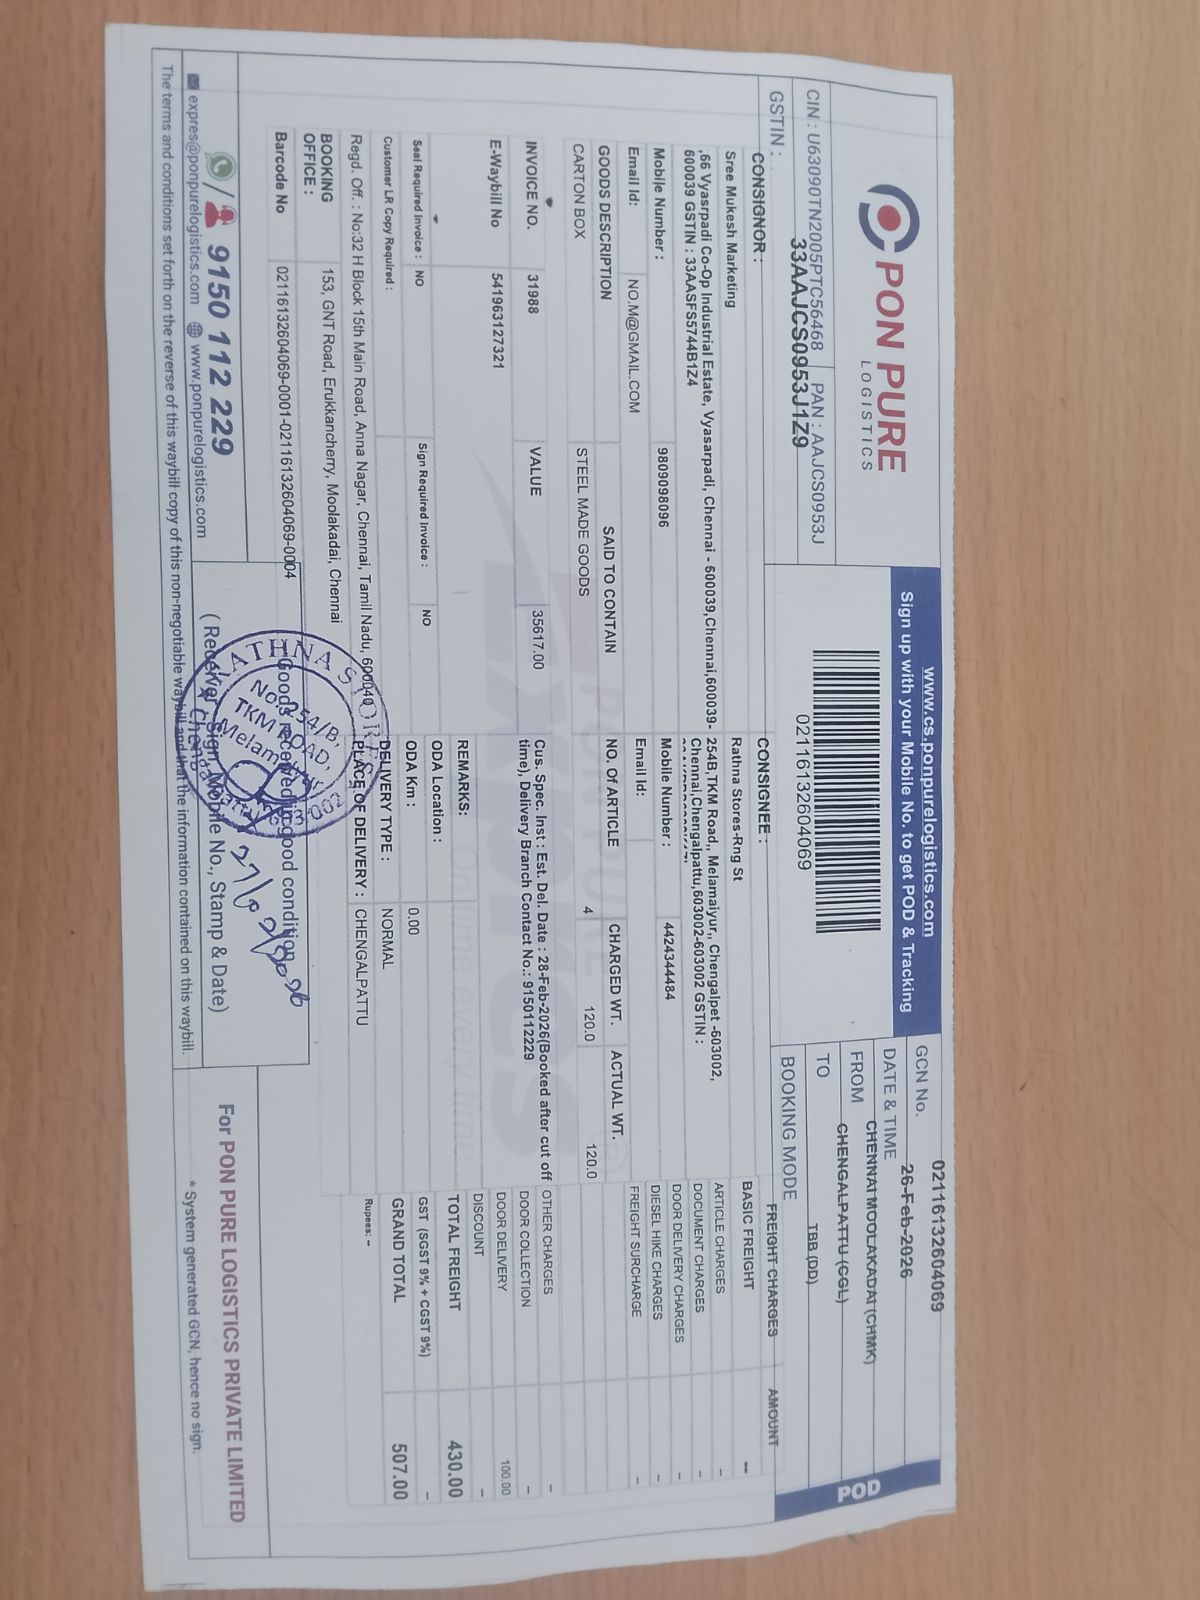 PON PURE
LOGISTICS
CIN : U63090TN2005PTC56468 PAN : AAJCS0953J
GSTIN : 33AAJCS0953J1Z9
www.cs.ponpurelogistics.com
Sign up with your Mobile No. to get POD & Tracking
02116132604069
GCN No. 02116132604069
DATE & TIME 26-Feb-2026
FROM CHENNAI MOOLAKADAI (CHMK)
TO CHENGALPATTU (CGL)
BOOKING MODE TBB (DD)
POD
CONSIGNOR :
Sree Mukesh Marketing
,66 Vyasrpadi Co-Op Industrial Estate, Vyasarpadi, Chennai - 600039,Chennai,600039-
600039 GSTIN : 33AASFS5744B1Z4
Mobile Number : 9809098096
Email Id: NO.M@GMAIL.COM
CONSIGNEE :
Rathna Stores-Rng St
254B,TKM Road,, Melamaiyur,, Chengalpet -603002,
Chennai,Chengalpattu,603002-603002 GSTIN :
Mobile Number : 4424344484
Email Id:
GOODS DESCRIPTION SAID TO CONTAIN NO. OF ARTICLE CHARGED WT. ACTUAL WT.
CARTON BOX STEEL MADE GOODS 4 120.0 120.0
INVOICE NO. 31988 VALUE 35617.00
E-Waybill No 541963127321
Cus. Spec. Inst : Est. Del. Date : 28-Feb-2026(Booked after cut off
time), Delivery Branch Contact No.: 9150112229
REMARKS:
Seal Required Invoice : NO Sign Required Invoice : NO
ODA Location :
Customer LR Copy Required :
ODA Km : 0.00
DELIVERY TYPE : NORMAL
Regd. Off. : No:32 H Block 15th Main Road, Anna Nagar, Chennai, Tamil Nadu, 600040
PLACE OF DELIVERY : CHENGALPATTU
BOOKING
OFFICE :
153, GNT Road, Erukkancherry, Moolakadai, Chennai
Barcode No 02116132604069-0001-02116132604069-0004
FREIGHT CHARGES AMOUNT
BASIC FREIGHT --
ARTICLE CHARGES -
DOCUMENT CHARGES -
DOOR DELIVERY CHARGES -
DIESEL HIKE CHARGES -
FREIGHT SURCHARGE -
OTHER CHARGES -
DOOR COLLECTION -
DOOR DELIVERY 100.00
DISCOUNT -
TOTAL FREIGHT 430.00
GST (SGST 9% + CGST 9%) -
GRAND TOTAL 507.00
Rupees: --
Goods received in good condition
(Receiver Sign, Mobile No., Stamp & Date)
RATHNA STORES
No. 254/B,
TKM ROAD,
Melamaiyur,
9150 112 229
expres@ponpurelogistics.com www.ponpurelogistics.com
The terms and conditions set forth on the reverse of this waybill copy of this non-negotiable waybill and that the information contained on this waybill.
For PON PURE LOGISTICS PRIVATE LIMITED
* System generated GCN, hence no sign.